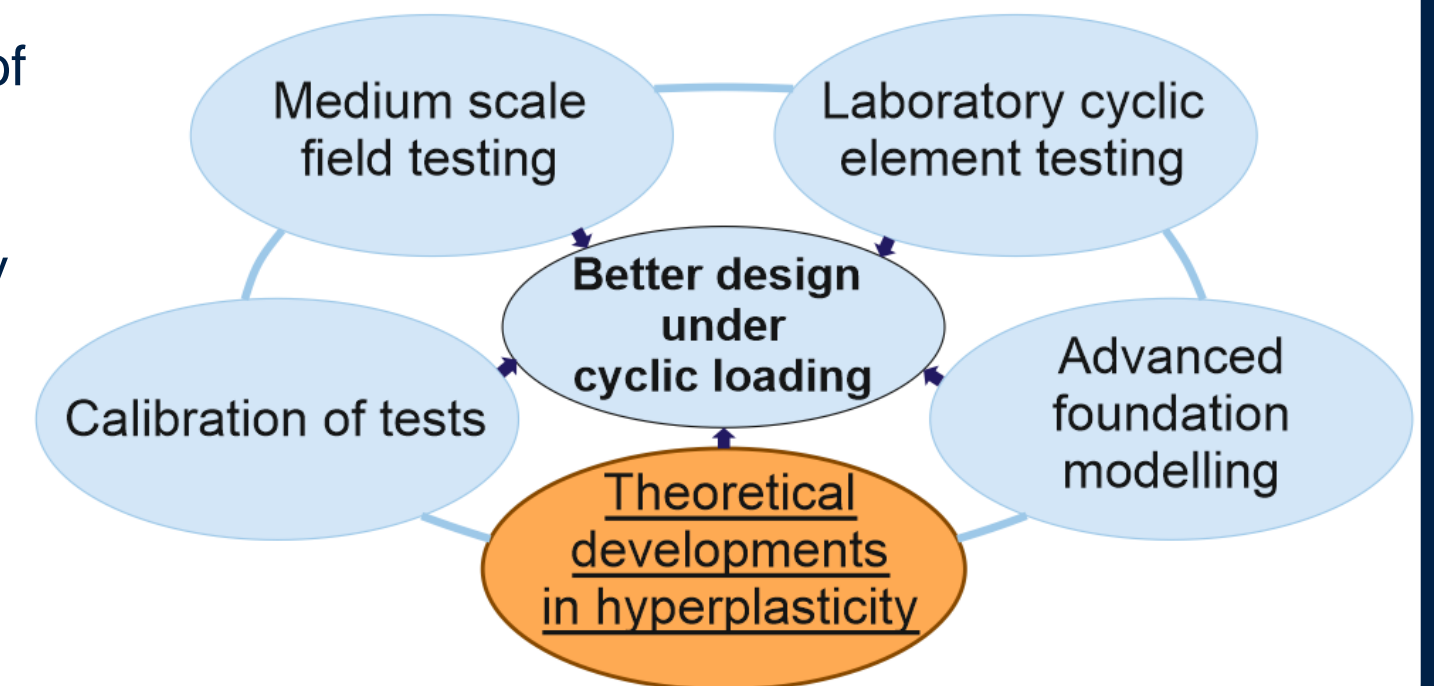 of
y
Medium scale
field testing
Laboratory cyclic
element testing
Better design
under
cyclic loading
Calibration of tests
Advanced
foundation
modelling
Theoretical
developments
in hyperplasticity